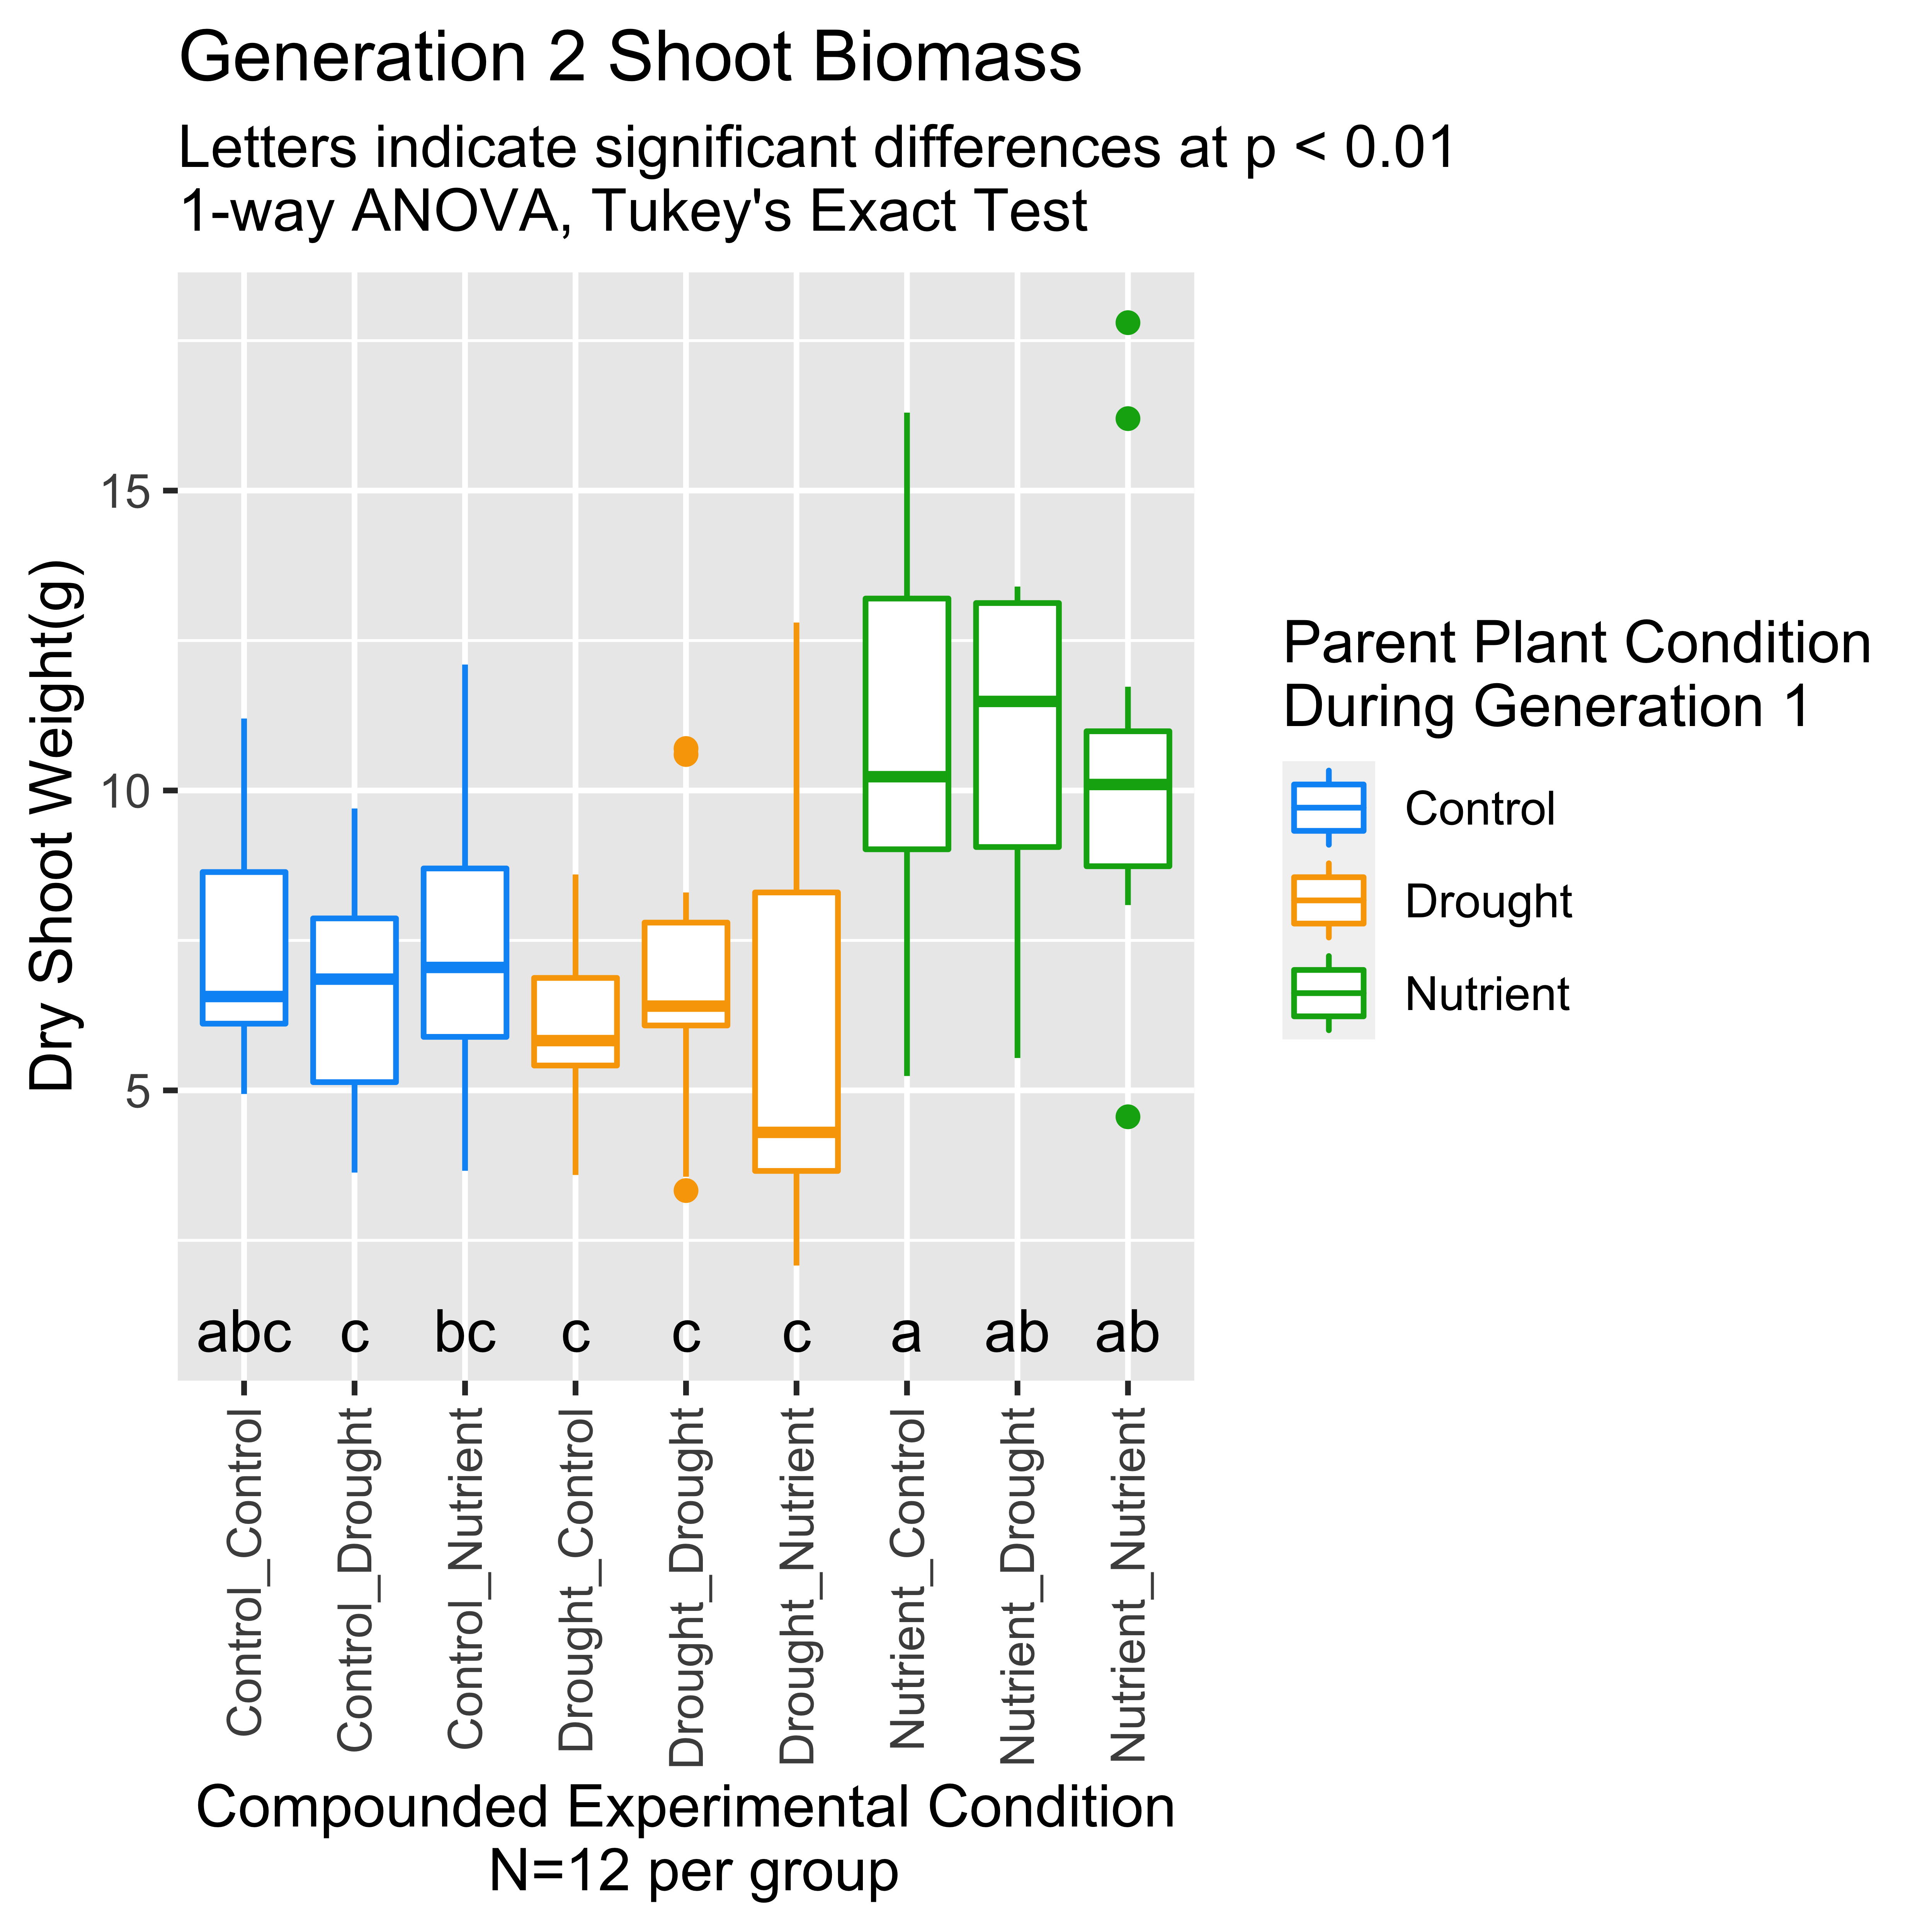 Generation 2 Shoot Biomass
Letters indicate significant differences at p < 0.01
1-way ANOVA, Tukey's Exact Test
Dry Shoot Weight(g)
15
10
5
abc c bc c c c a ab ab
Control_Control
Control_Drought
Control_Nutrient
Drought_Control
Drought_Drought
Drought_Nutrient
Nutrient_Control
Nutrient_Drought
Nutrient_Nutrient
Compounded Experimental Condition
N=12 per group
Parent Plant Condition
During Generation 1
Control
Drought
Nutrient